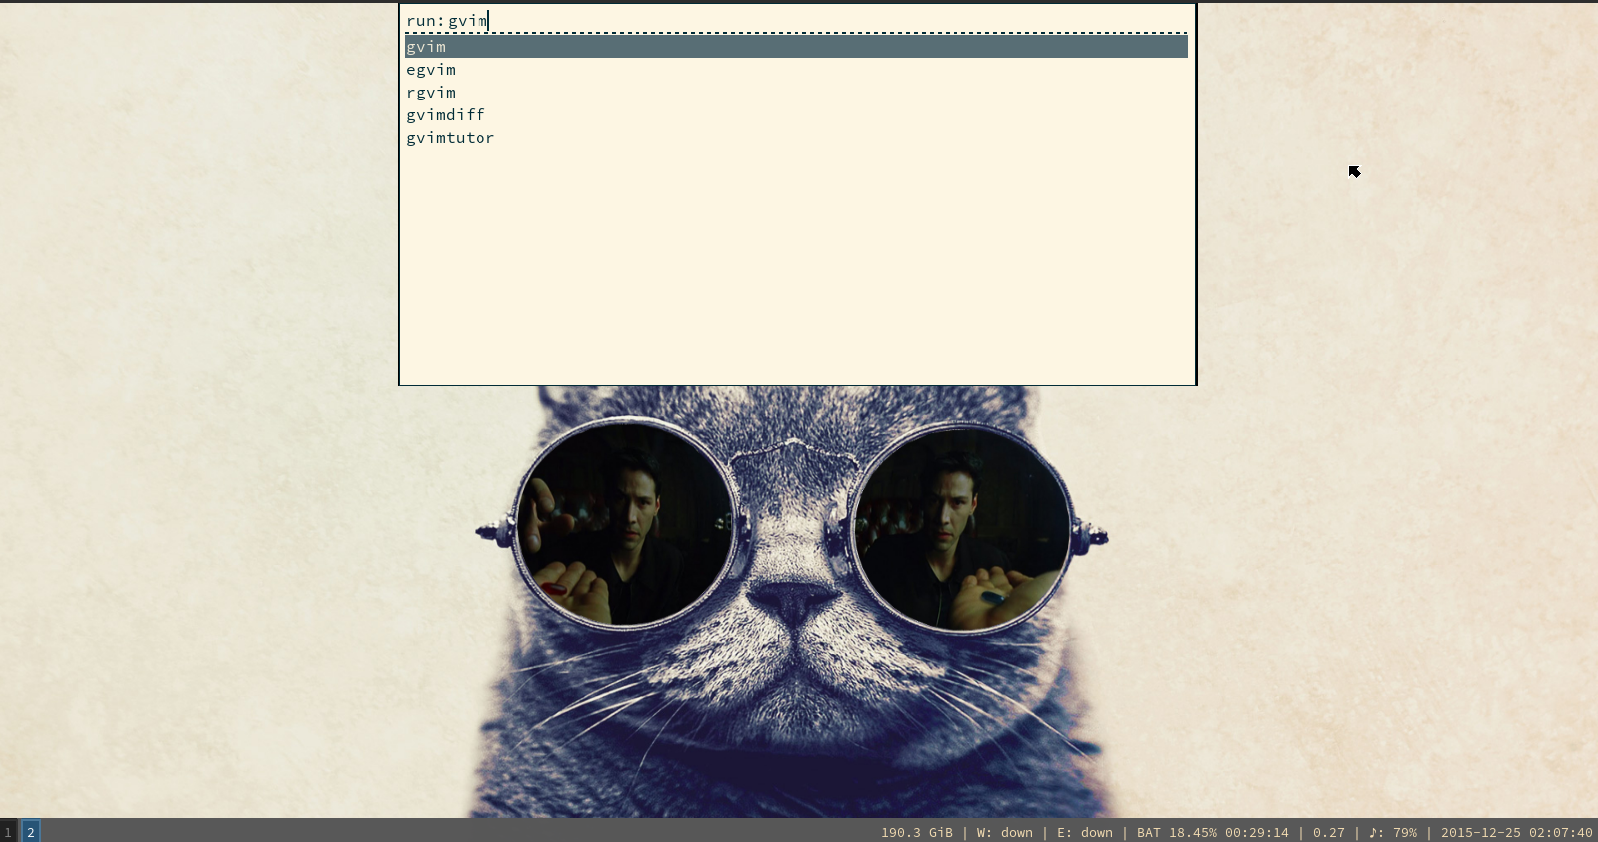 run: gvim
gvim
egvim
rgvim
gvimdiff
gvimtutor
1 2 190.3 GiB | W: down | E: down | BAT 18.45% 00:29:14 | 0.27 | ♪: 79% | 2015-12-25 02:07:40